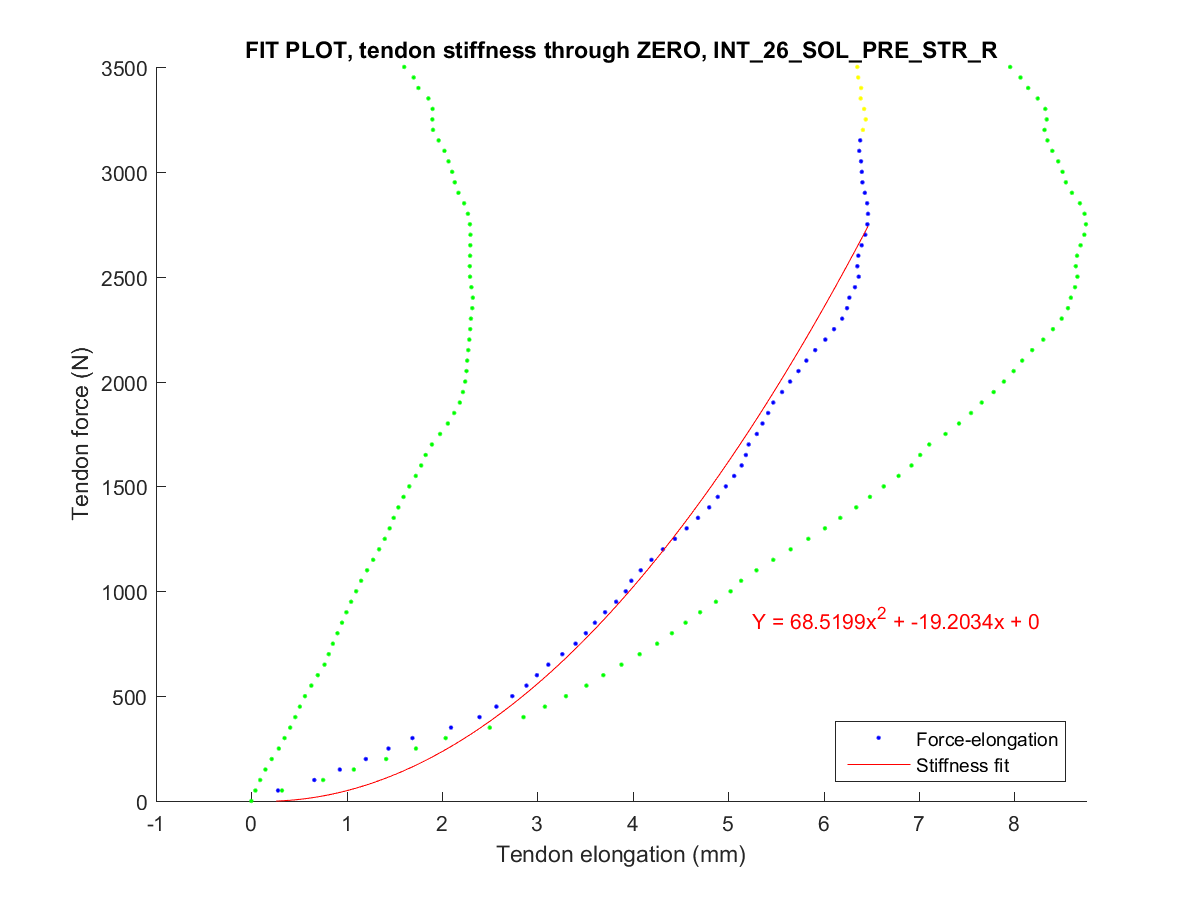 FIT PLOT, tendon stiffness through ZERO, INT_26_SOL_PRE_STR_R
3500
3000
2500
2000
1500
1000
500
0
Tendon force (N)
Y = 68.5199x² + -19.2034x + 0
Force-elongation
Stiffness fit
-1 0 1 2 3 4 5 6 7 8
Tendon elongation (mm)